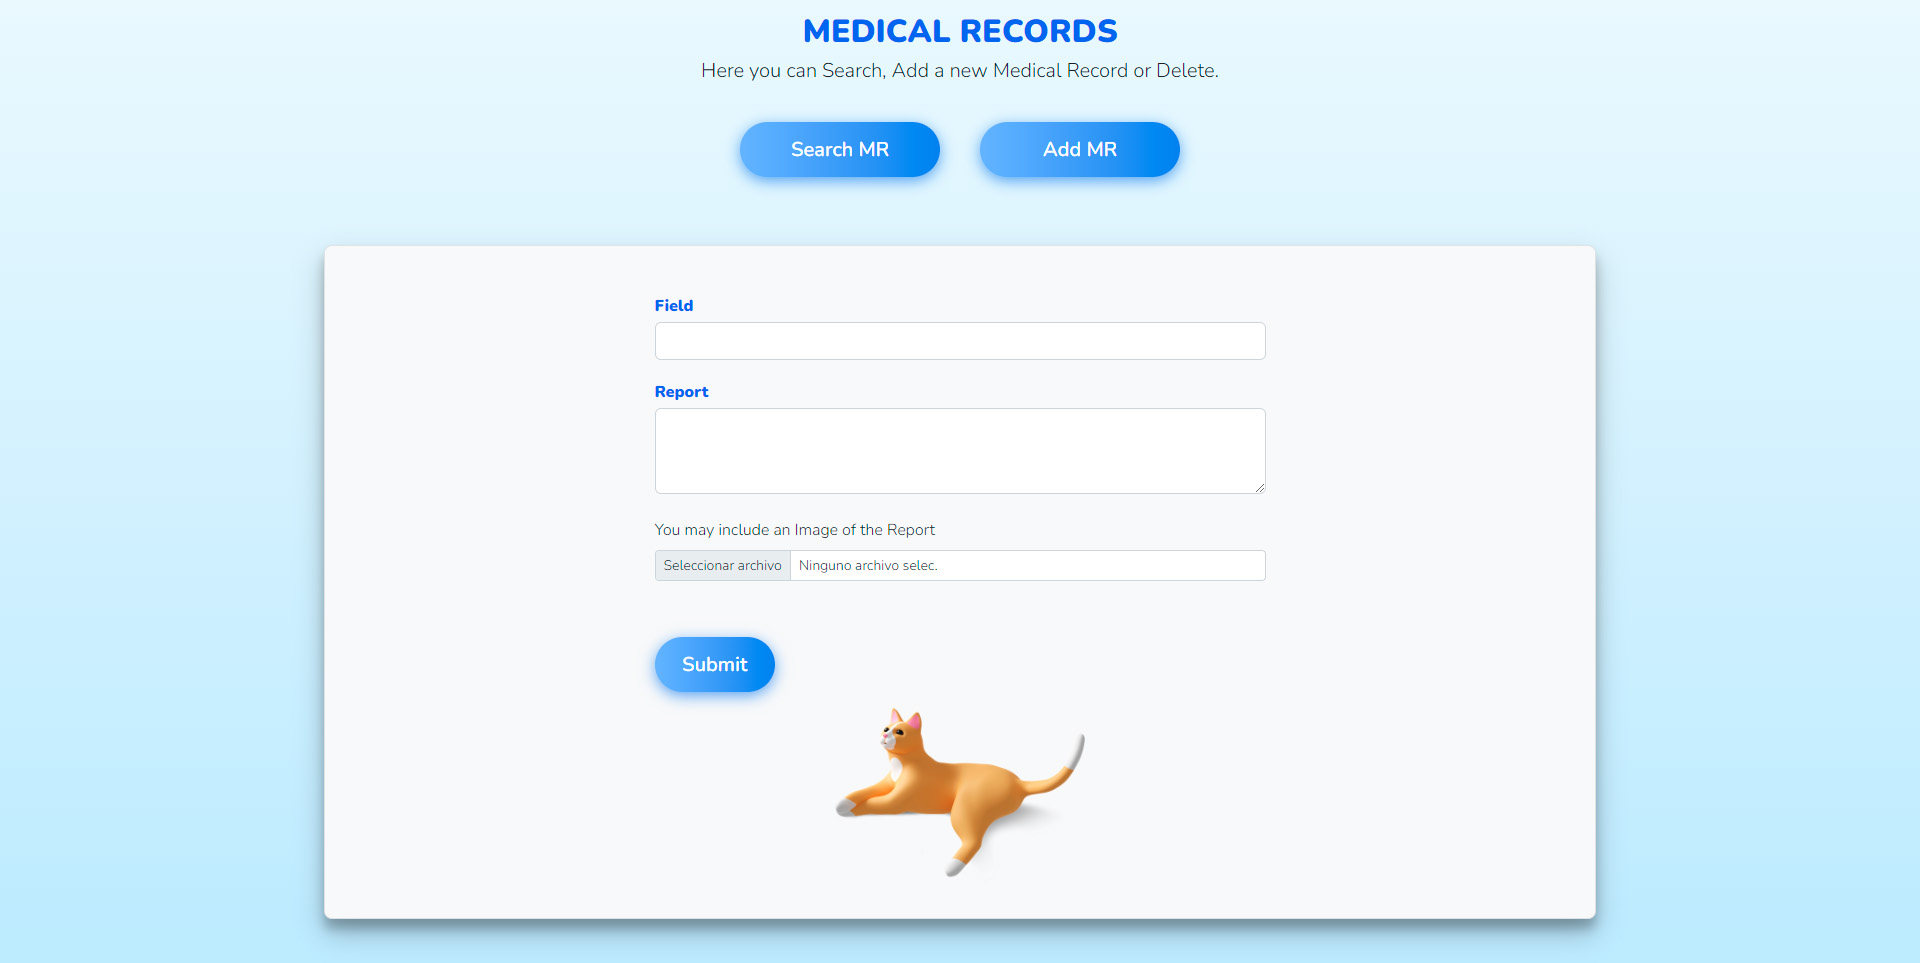 MEDICAL RECORDS
Here you can Search, Add a new Medical Record or Delete.
Search MR
Add MR
Field
Report
You may include an Image of the Report
Seleccionar archivo
Ninguno archivo selec.
Submit